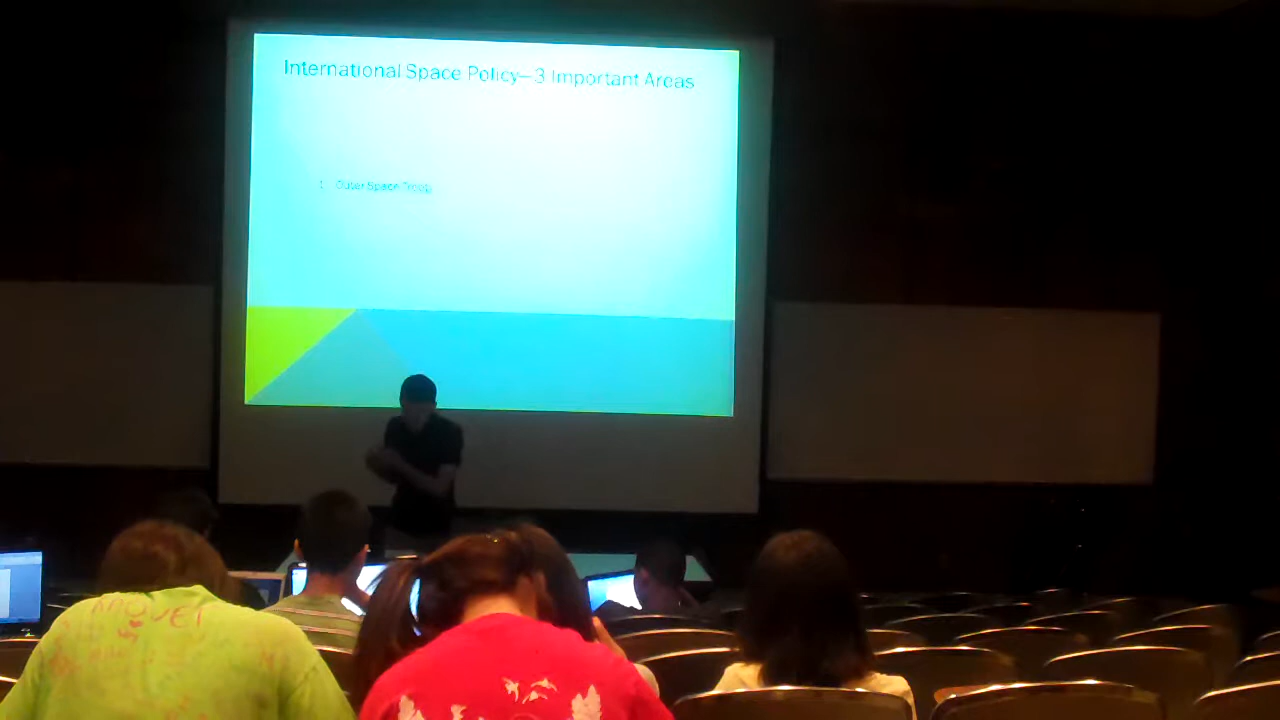 International Space Policy—3 Important Areas
1. Outer Space Treaty